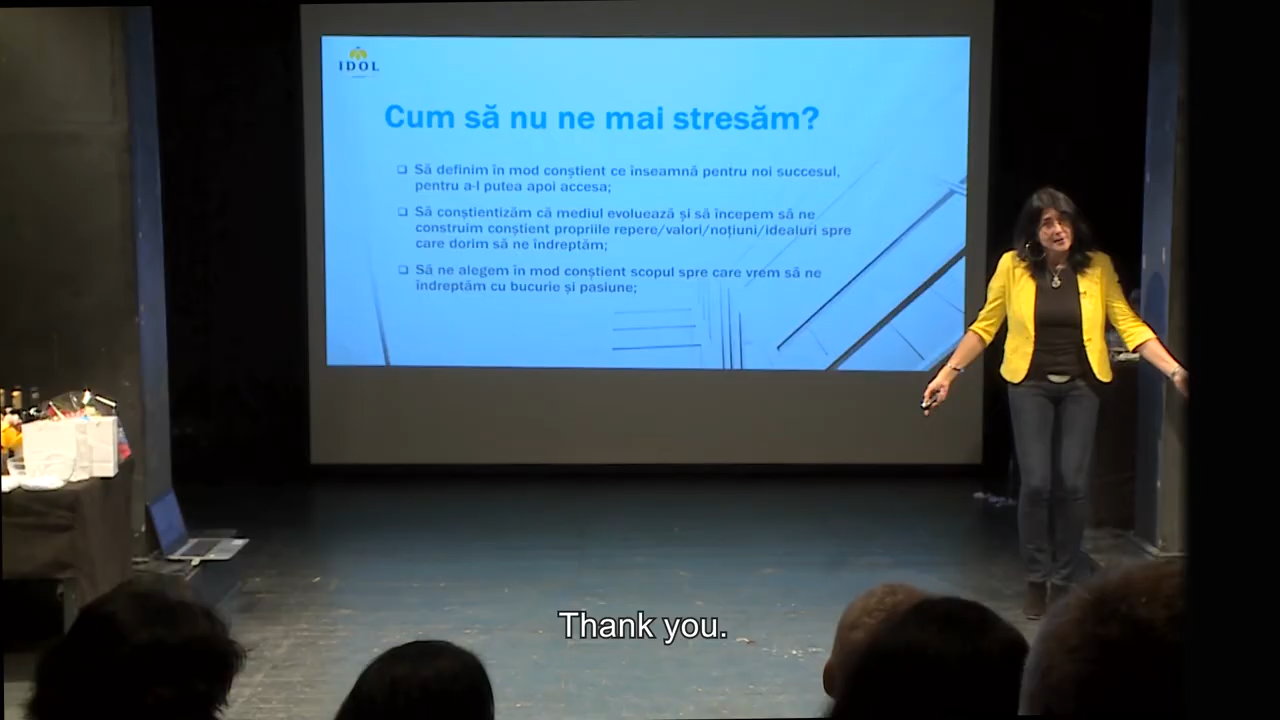 IDOL
Cum să nu ne mai stresăm?
Să definim în mod conștient ce înseamnă pentru noi succesul,
pentru a-l putea apoi accesa;
Să conștientizăm că mediul evoluează și să începem să ne
construim conștient propriile repere/valori/noțiuni/idealuri spre
care dorim să ne îndreptăm;
Să ne alegem în mod conștient scopul spre care vrem să ne
îndreptăm cu bucurie și pasiune;
Thank you.